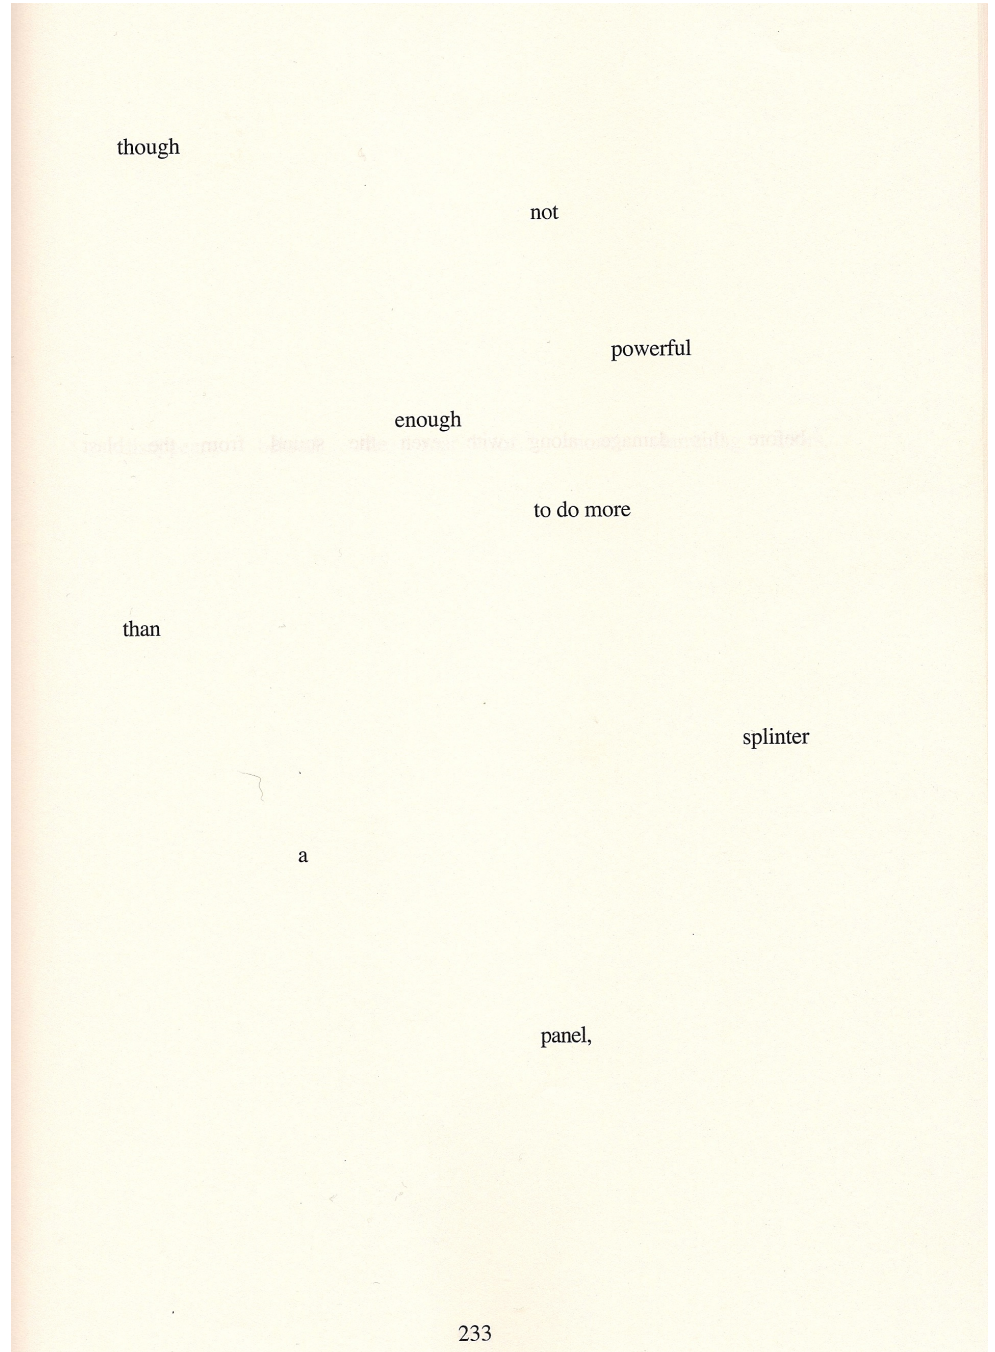 though
not
powerful
enough
to do more
than
splinter
a
panel,
233